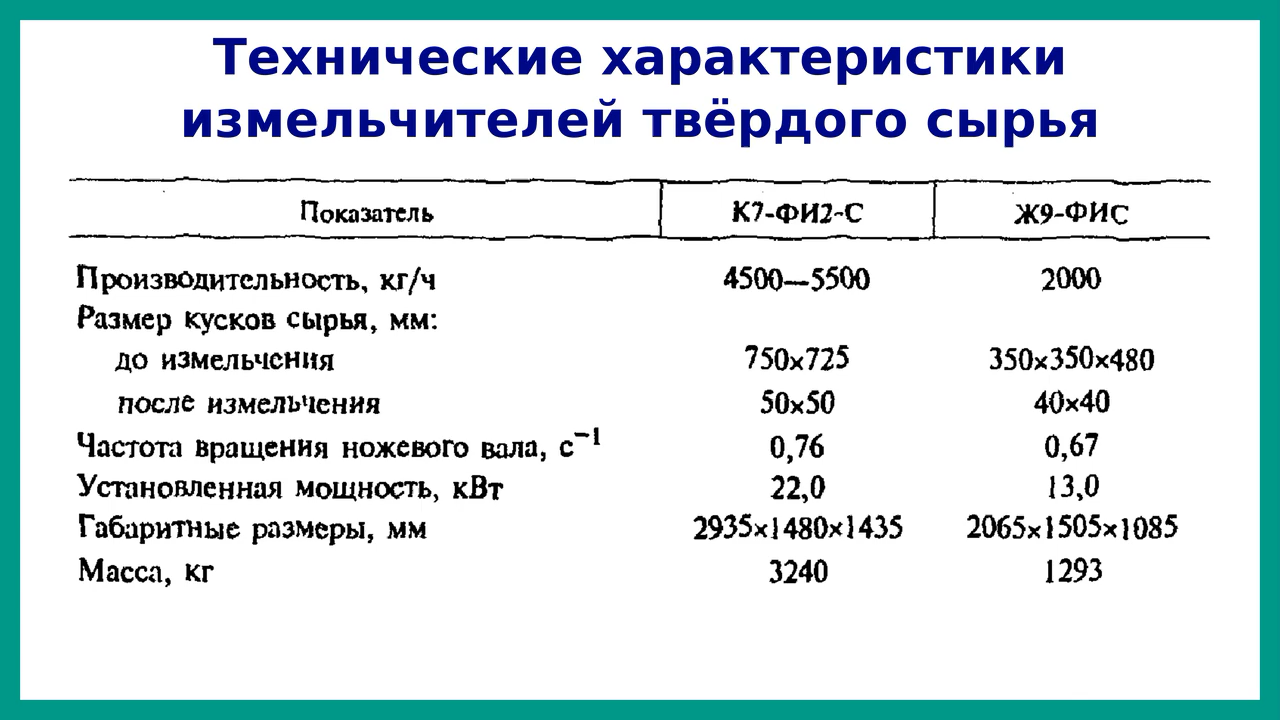 Технические характеристики
измельчителей твёрдого сырья
Показатель К7-ФИ2-С Ж9-ФИС
Производительность, кг/ч 4500—5500 2000
Размер кусков сырья, мм:
до измельчения 750×725 350×350×480
после измельчения 50×50 40×40
Частота вращения ножевого вала, с⁻¹ 0,76 0,67
Установленная мощность, кВт 22,0 13,0
Габаритные размеры, мм 2935×1480×1435 2065×1505×1085
Масса, кг 3240 1293